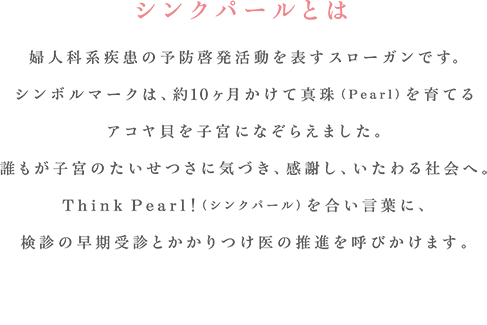 シンクパールとは
婦人科系疾患の予防啓発活動を表すスローガンです。
シンボルマークは、約10ヶ月かけて真珠（Pearl）を育てる
アコヤ貝を子宮になぞらえました。
誰もが子宮のたいせつさに気づき、感謝し、いたわる社会へ。
Think Pearl!（シンクパール）を合い言葉に、
検診の早期受診とかかりつけ医の推進を呼びかけます。